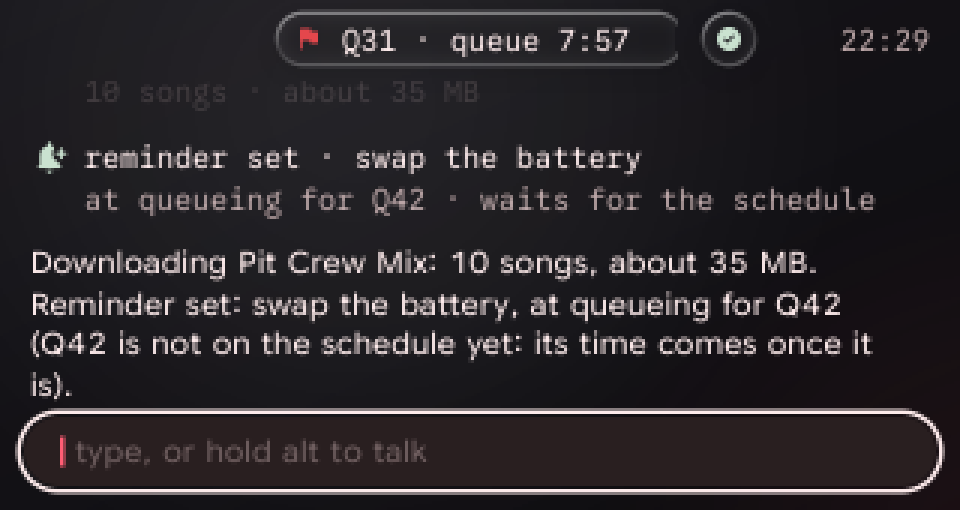 Q31 · queue 7:57
22:29
10 songs · about 35 MB
reminder set · swap the battery
at queueing for Q42 · waits for the schedule
Downloading Pit Crew Mix: 10 songs, about 35 MB.
Reminder set: swap the battery, at queueing for Q42
(Q42 is not on the schedule yet: its time comes once it
is).
type, or hold alt to talk